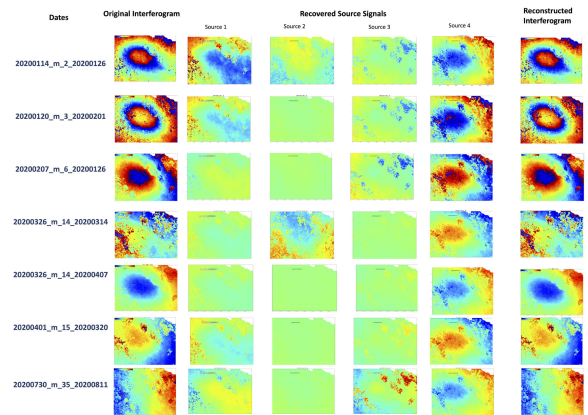 Dates
Original Interferogram
Recovered Source Signals
Reconstructed
Interferogram
Source 1
Source 2
Source 3
Source 4
20200114_m_2_20200126
20200120_m_3_20200201
20200207_m_6_20200126
20200326_m_14_20200314
20200326_m_14_20200407
20200401_m_15_20200320
20200730_m_35_20200811